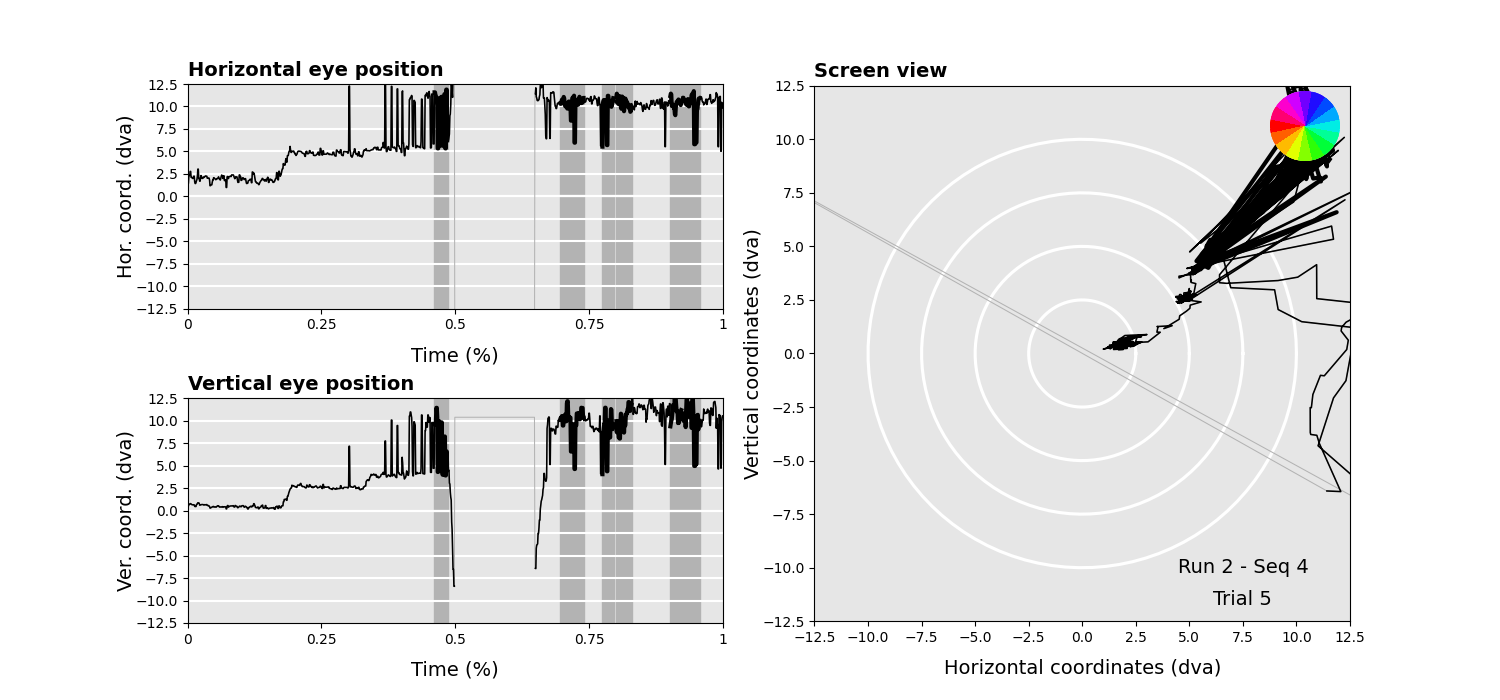 Horizontal eye position
12.5
10.0
7.5
5.0
2.5
0.0
−2.5
−5.0
−7.5
−10.0
−12.5
Hor. coord. (dva)
0 0.25 0.5 0.75 1
Time (%)
Vertical eye position
12.5
10.0
7.5
5.0
2.5
0.0
−2.5
−5.0
−7.5
−10.0
−12.5
Ver. coord. (dva)
0 0.25 0.5 0.75 1
Time (%)
Screen view
12.5
10.0
7.5
5.0
2.5
0.0
−2.5
−5.0
−7.5
−10.0
−12.5
Vertical coordinates (dva)
Run 2 - Seq 4
Trial 5
−12.5 −10.0 −7.5 −5.0 −2.5 0.0 2.5 5.0 7.5 10.0 12.5
Horizontal coordinates (dva)